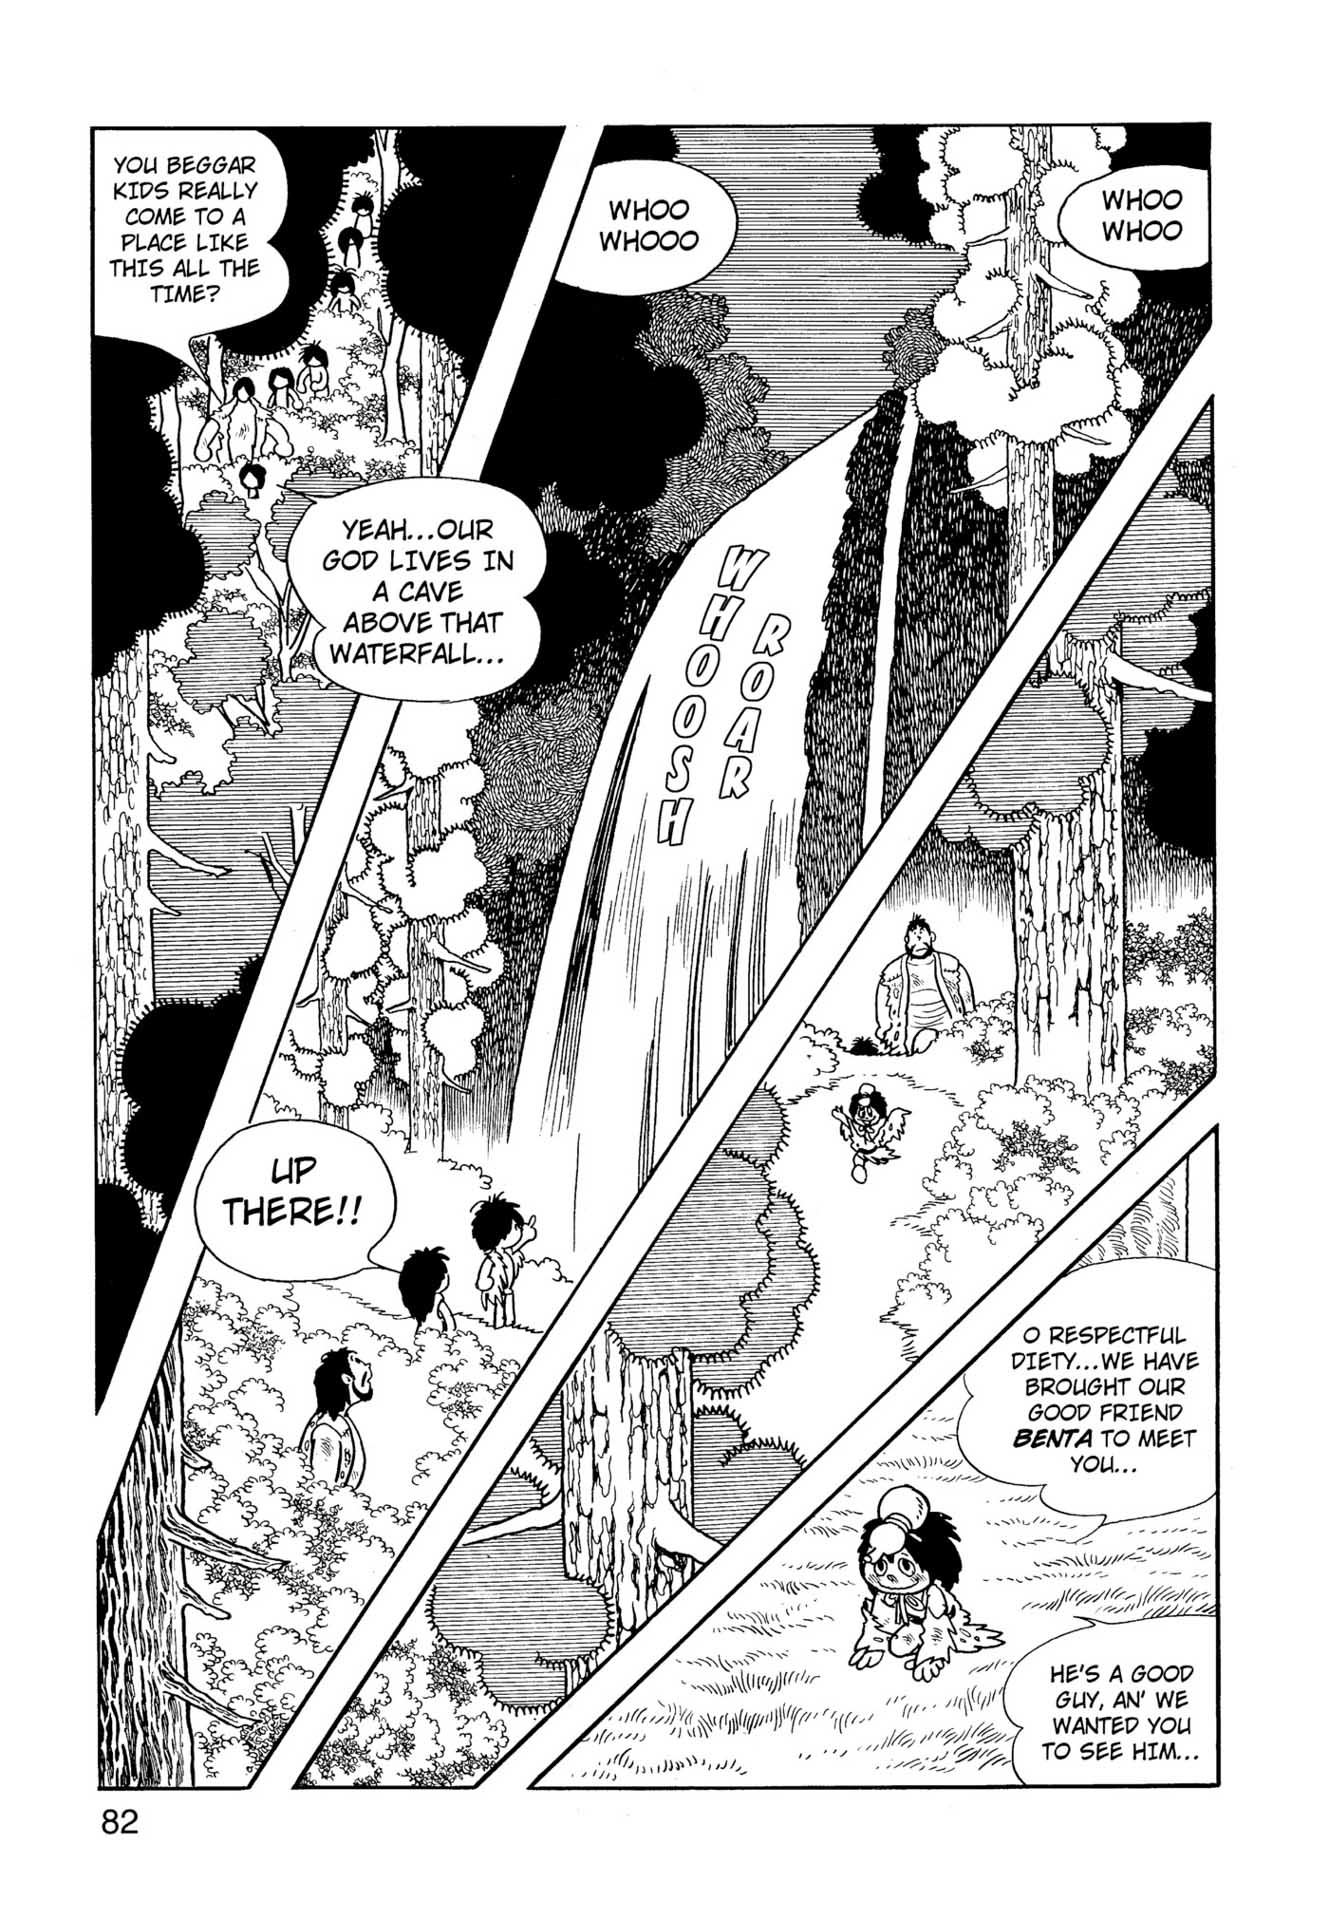 YOU BEGGAR
KIDS REALLY
COME TO A
PLACE LIKE
THIS ALL THE
TIME?
YEAH...OUR
GOD LIVES IN
A CAVE
ABOVE THAT
WATERFALL...
WHOO
WHOOO
WHOO
WHOO
WHOOSH
ROAR
UP
THERE!!
O RESPECTFUL
DIETY...WE HAVE
BROUGHT OUR
GOOD FRIEND
BENTA TO MEET
YOU...
HE'S A GOOD
GUY, AN' WE
WANTED YOU
TO SEE HIM...
82